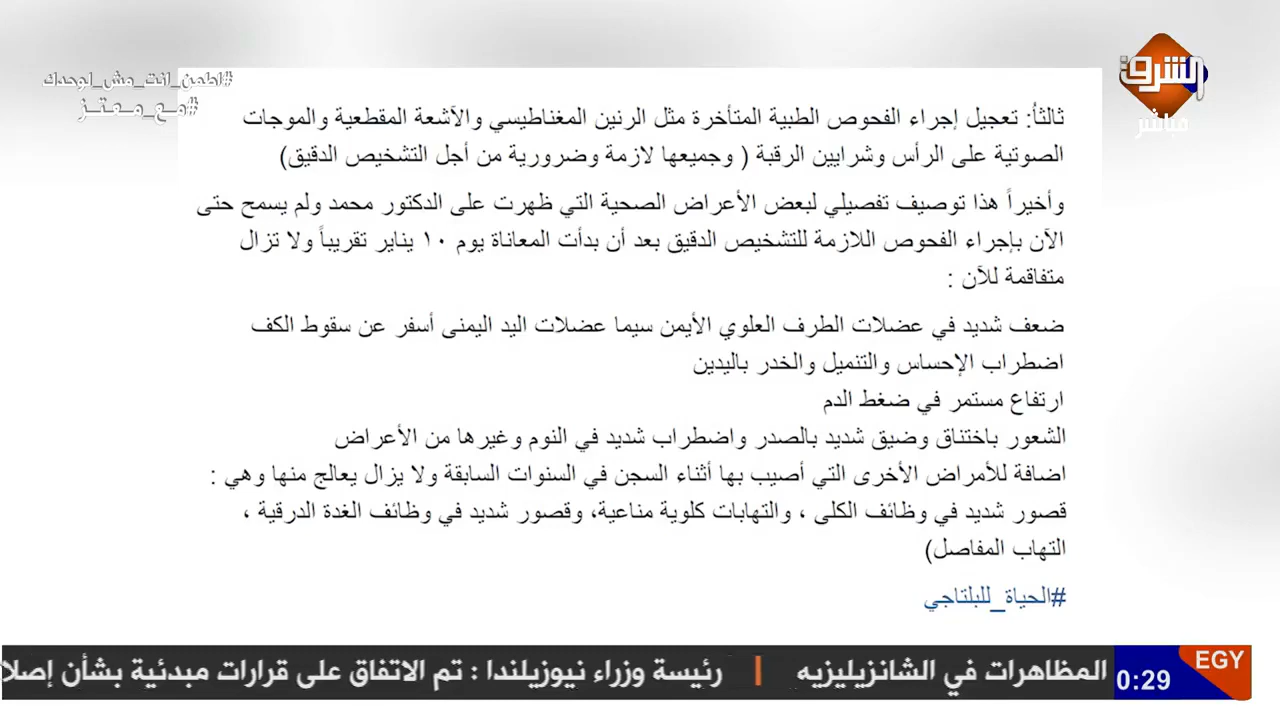 #اطمن_انت_مش_لوحدك
#مـع_معـتـز
الشرق
مباشر
ثالثاً: تعجيل إجراء الفحوص الطبية المتأخرة مثل الرنين المغناطيسي والآشعة المقطعية والموجات
الصوتية على الرأس وشرايين الرقبة ( وجميعها لازمة وضرورية من أجل التشخيص الدقيق)
وأخيراً هذا توصيف تفصيلي لبعض الأعراض الصحية التي ظهرت على الدكتور محمد ولم يسمح حتى
الآن بإجراء الفحوص اللازمة للتشخيص الدقيق بعد أن بدأت المعاناة يوم ١٠ يناير تقريباً ولا تزال
متفاقمة للآن :
ضعف شديد في عضلات الطرف العلوي الأيمن سيما عضلات اليد اليمنى أسفر عن سقوط الكف
اضطراب الإحساس والتنميل والخدر باليدين
ارتفاع مستمر في ضغط الدم
الشعور باختناق وضيق شديد بالصدر واضطراب شديد في النوم وغيرها من الأعراض
اضافة للأمراض الأخرى التي أصيب بها أثناء السجن في السنوات السابقة ولا يزال يعالج منها وهي :
قصور شديد في وظائف الكلى ، والتهابات كلوية مناعية، وقصور شديد في وظائف الغدة الدرقية ،
التهاب المفاصل)
#الحياة_للبلتاجي
المظاهرات في الشانزيليزيه | رئيسة وزراء نيوزيلندا : تم الاتفاق على قرارات مبدئية بشأن إصلا
EGY
0:29